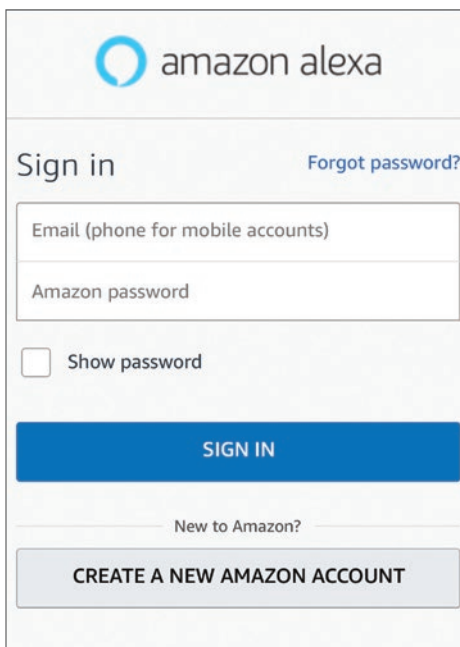 amazon alexa
Sign in
Forgot password?
Email (phone for mobile accounts)
Amazon password
Show password
SIGN IN
New to Amazon?
CREATE A NEW AMAZON ACCOUNT